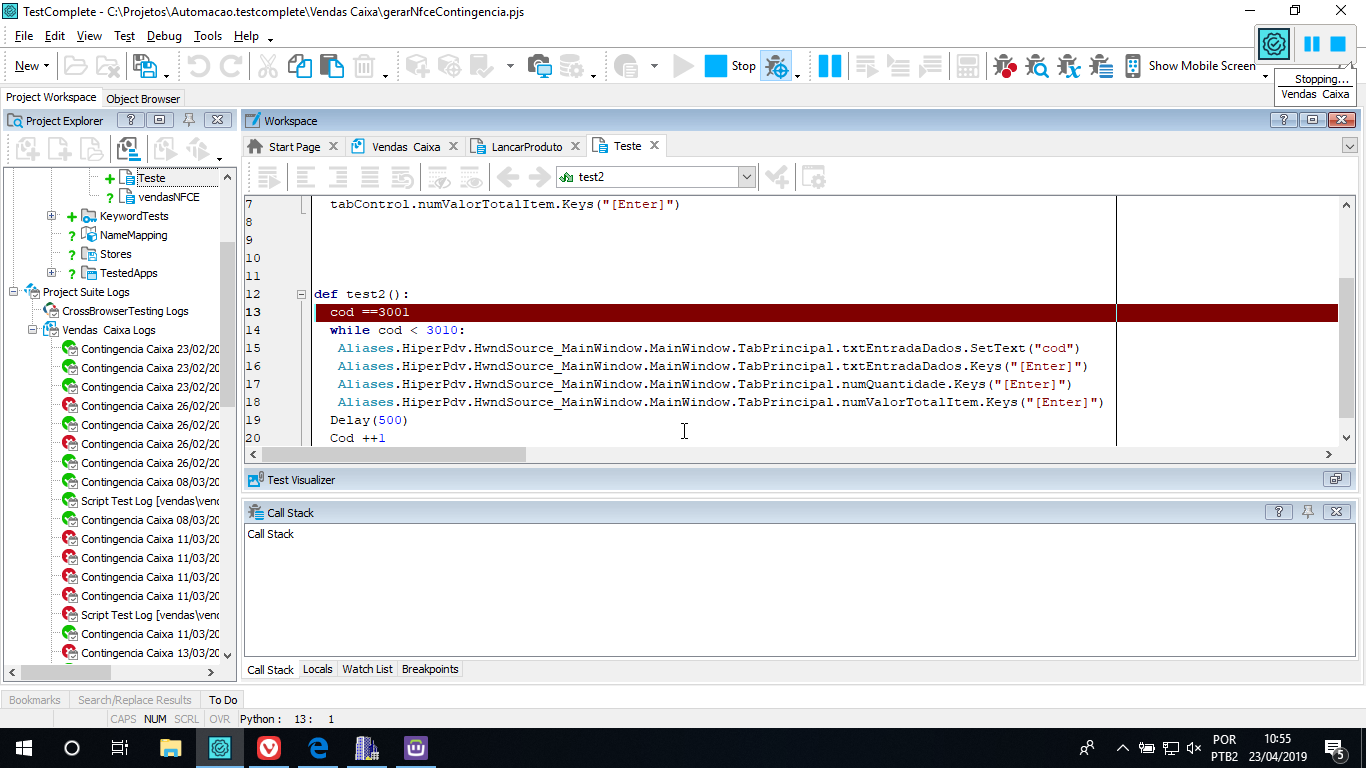 TestComplete - C:\Projetos\Automacao.testcomplete\Vendas Caixa\gerarNfceContingencia.pjs
File Edit View Test Debug Tools Help
New Stop Show Mobile Screen
Stopping...
Vendas Caixa
Project Workspace Object Browser
Project Explorer
Teste
vendasNFCE
KeywordTests
NameMapping
Stores
TestedApps
Project Suite Logs
CrossBrowserTesting Logs
Vendas Caixa Logs
Contingencia Caixa 23/02/20
Contingencia Caixa 23/02/20
Contingencia Caixa 23/02/20
Contingencia Caixa 26/02/20
Contingencia Caixa 26/02/20
Contingencia Caixa 26/02/20
Contingencia Caixa 26/02/20
Contingencia Caixa 08/03/20
Script Test Log [vendas\vend
Contingencia Caixa 08/03/20
Contingencia Caixa 11/03/20
Contingencia Caixa 11/03/20
Contingencia Caixa 11/03/20
Contingencia Caixa 11/03/20
Script Test Log [vendas\vend
Contingencia Caixa 11/03/20
Contingencia Caixa 13/03/20
Workspace
Start Page Vendas Caixa LancarProduto Teste
test2
7 tabControl.numValorTotalItem.Keys("[Enter]")
8
9
10
11
12 def test2():
13 cod ==3001
14 while cod < 3010:
15 Aliases.HiperPdv.HwndSource_MainWindow.MainWindow.TabPrincipal.txtEntradaDados.SetText("cod")
16 Aliases.HiperPdv.HwndSource_MainWindow.MainWindow.TabPrincipal.txtEntradaDados.Keys("[Enter]")
17 Aliases.HiperPdv.HwndSource_MainWindow.MainWindow.TabPrincipal.numQuantidade.Keys("[Enter]")
18 Aliases.HiperPdv.HwndSource_MainWindow.MainWindow.TabPrincipal.numValorTotalItem.Keys("[Enter]")
19 Delay(500)
20 Cod ++1
Test Visualizer
Call Stack
Call Stack
Call Stack Locals Watch List Breakpoints
Bookmarks Search/Replace Results To Do
CAPS NUM SCRL OVR Python : 13 : 1
POR
PTB2
10:55
23/04/2019
5